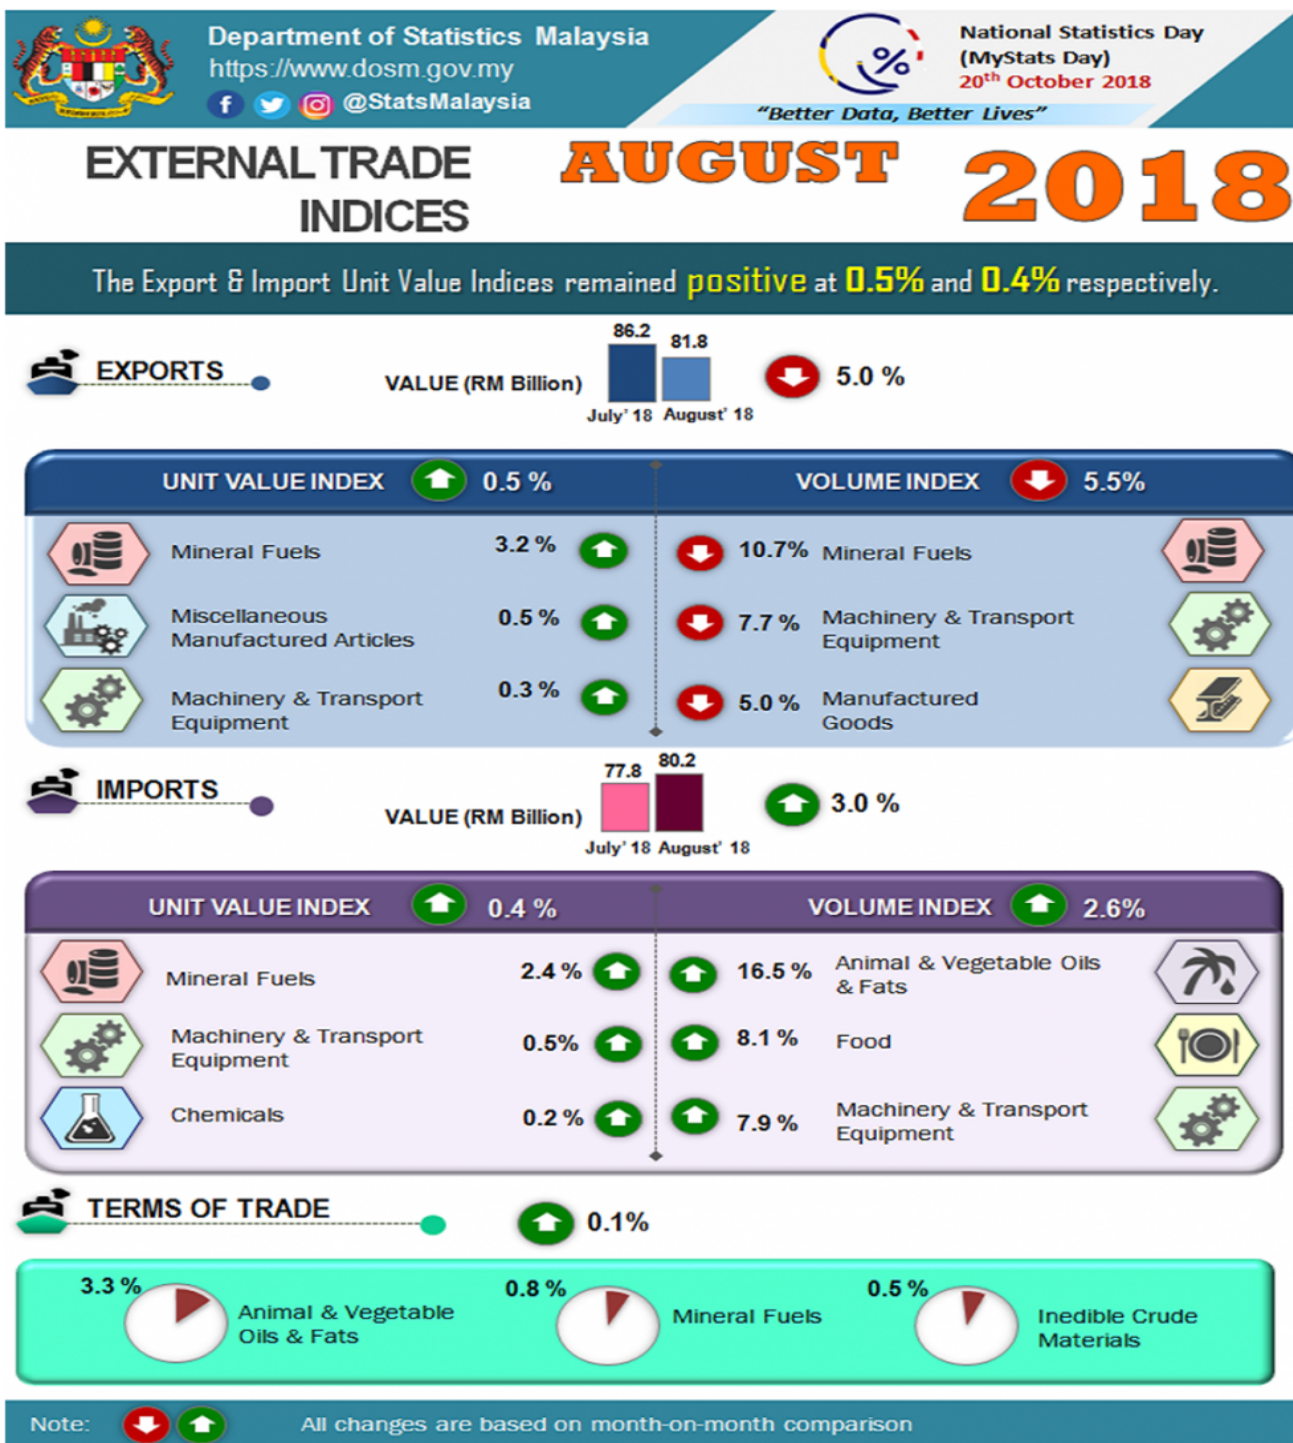 Department of Statistics Malaysia
https://www.dosm.gov.my
@StatsMalaysia
National Statistics Day
(MyStats Day)
20th October 2018
"Better Data, Better Lives"
EXTERNAL TRADE
INDICES
AUGUST 2018
The Export & Import Unit Value Indices remained positive at 0.5% and 0.4% respectively.
EXPORTS
VALUE (RM Billion)
86.2
81.8
July' 18 August' 18
5.0 %
UNIT VALUE INDEX 0.5 %
Mineral Fuels 3.2 %
Miscellaneous
Manufactured Articles
0.5 %
Machinery & Transport
Equipment
0.3 %
VOLUME INDEX 5.5%
10.7% Mineral Fuels
7.7 % Machinery & Transport
Equipment
5.0 % Manufactured
Goods
IMPORTS
VALUE (RM Billion)
77.8
80.2
July' 18 August' 18
3.0 %
UNIT VALUE INDEX 0.4 %
Mineral Fuels 2.4 %
Machinery & Transport
Equipment
0.5%
Chemicals 0.2 %
VOLUME INDEX 2.6%
16.5 % Animal & Vegetable Oils
& Fats
8.1 % Food
7.9 % Machinery & Transport
Equipment
TERMS OF TRADE 0.1%
3.3 %
Animal & Vegetable
Oils & Fats
0.8 %
Mineral Fuels
0.5 %
Inedible Crude
Materials
Note: All changes are based on month-on-month comparison